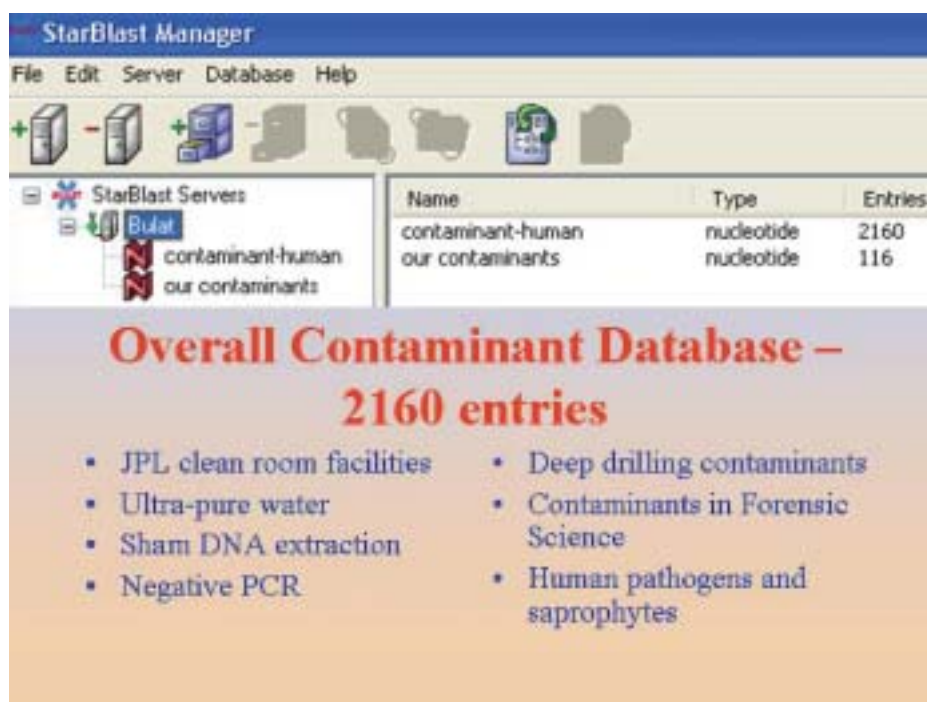 StarBlast Manager
File Edit Server Database Help
StarBlast Servers
Bulat
contaminant-human
our contaminants
Name Type Entries
contaminant-human nucleotide 2160
our contaminants nucleotide 116
Overall Contaminant Database –
2160 entries
▪ JPL clean room facilities
▪ Ultra-pure water
▪ Sham DNA extraction
▪ Negative PCR
▪ Deep drilling contaminants
▪ Contaminants in Forensic
Science
▪ Human pathogens and
saprophytes